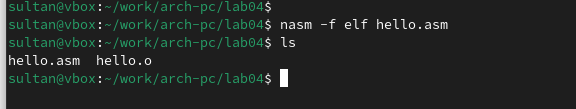 sultan@vbox:~/work/arch-pc/lab04$
sultan@vbox:~/work/arch-pc/lab04$ nasm -f elf hello.asm
sultan@vbox:~/work/arch-pc/lab04$ ls
hello.asm  hello.o
sultan@vbox:~/work/arch-pc/lab04$